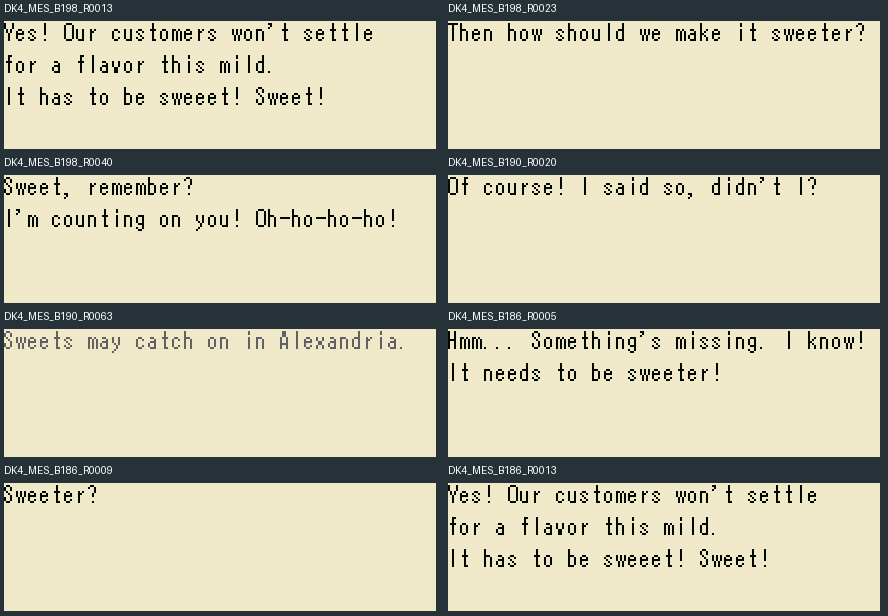 DK4_MES_B198_R0013
Yes! Our customers won't settle
for a flavor this mild.
It has to be sweeet! Sweet!
DK4_MES_B198_R0023
Then how should we make it sweeter?
DK4_MES_B198_R0040
Sweet, remember?
I'm counting on you! Oh-ho-ho-ho!
DK4_MES_B190_R0020
Of course! I said so, didn't I?
DK4_MES_B190_R0063
Sweets may catch on in Alexandria.
DK4_MES_B186_R0005
Hmm... Something's missing. I know!
It needs to be sweeter!
DK4_MES_B186_R0009
Sweeter?
DK4_MES_B186_R0013
Yes! Our customers won't settle
for a flavor this mild.
It has to be sweeet! Sweet!